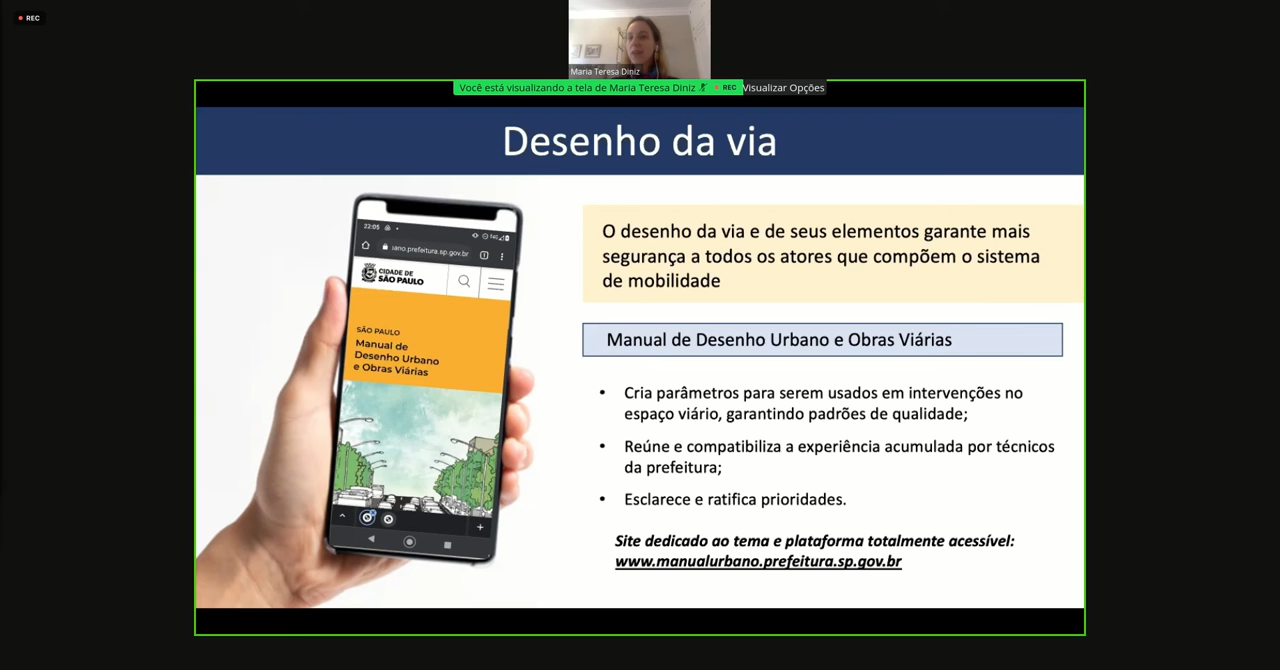 REC
Maria Teresa Diniz
Você está visualizando a tela de Maria Teresa Diniz
REC
Visualizar Opções
Desenho da via
22:05
iano.prefeitura.sp.gov.br
CIDADE DE
SÃO PAULO
SÃO PAULO
Manual de
Desenho Urbano
e Obras Viárias
O desenho da via e de seus elementos garante mais
segurança a todos os atores que compõem o sistema
de mobilidade
Manual de Desenho Urbano e Obras Viárias
• Cria parâmetros para serem usados em intervenções no
espaço viário, garantindo padrões de qualidade;
• Reúne e compatibiliza a experiência acumulada por técnicos
da prefeitura;
• Esclarece e ratifica prioridades.
Site dedicado ao tema e plataforma totalmente acessível:
www.manualurbano.prefeitura.sp.gov.br